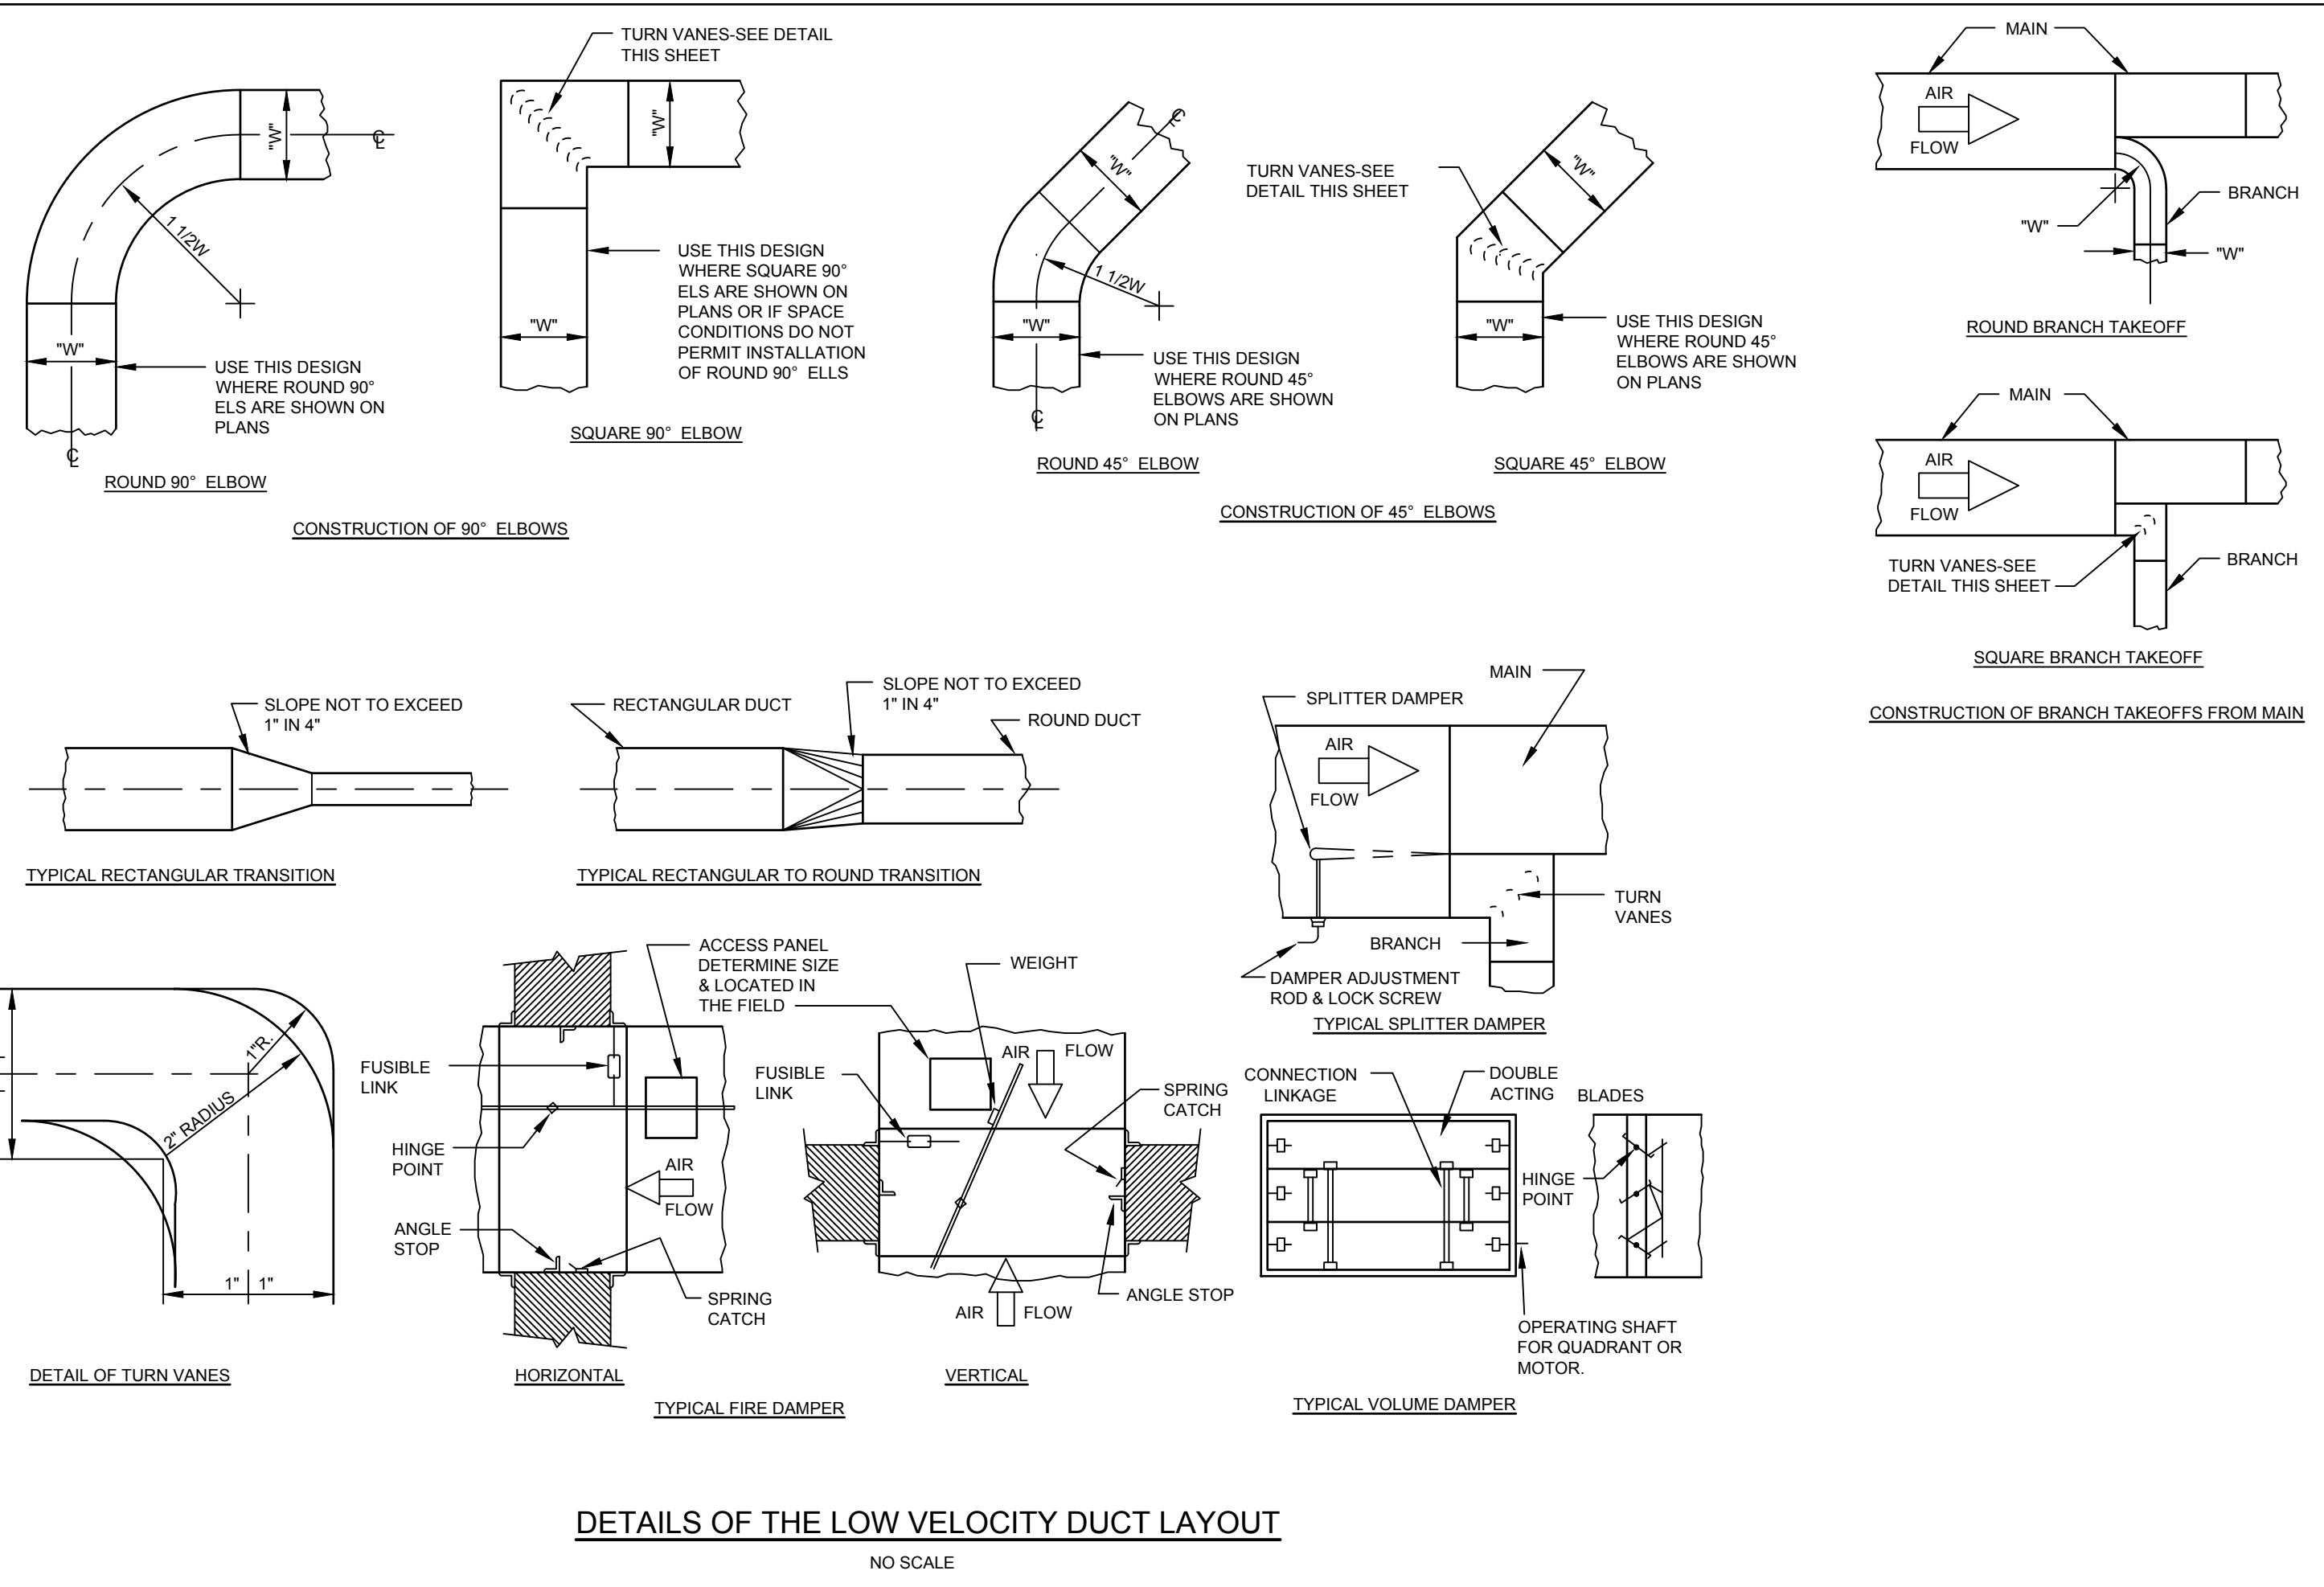 TURN VANES-SEE DETAIL
THIS SHEET
"W"
℄
1 1/2W
"W"
℄
USE THIS DESIGN
WHERE ROUND 90°
ELS ARE SHOWN ON
PLANS
ROUND 90° ELBOW
"W"
"W"
USE THIS DESIGN
WHERE SQUARE 90°
ELS ARE SHOWN ON
PLANS OR IF SPACE
CONDITIONS DO NOT
PERMIT INSTALLATION
OF ROUND 90° ELLS
SQUARE 90° ELBOW
CONSTRUCTION OF 90° ELBOWS
℄
"W"
1 1/2W
"W"
℄
USE THIS DESIGN
WHERE ROUND 45°
ELBOWS ARE SHOWN
ON PLANS
ROUND 45° ELBOW
TURN VANES-SEE
DETAIL THIS SHEET
"W"
"W"
USE THIS DESIGN
WHERE ROUND 45°
ELBOWS ARE SHOWN
ON PLANS
SQUARE 45° ELBOW
CONSTRUCTION OF 45° ELBOWS
MAIN
AIR
FLOW
BRANCH
"W"
"W"
ROUND BRANCH TAKEOFF
MAIN
AIR
FLOW
TURN VANES-SEE
DETAIL THIS SHEET
BRANCH
SQUARE BRANCH TAKEOFF
CONSTRUCTION OF BRANCH TAKEOFFS FROM MAIN
SLOPE NOT TO EXCEED
1" IN 4"
TYPICAL RECTANGULAR TRANSITION
RECTANGULAR DUCT
SLOPE NOT TO EXCEED
1" IN 4"
ROUND DUCT
TYPICAL RECTANGULAR TO ROUND TRANSITION
MAIN
SPLITTER DAMPER
AIR
FLOW
TURN
VANES
BRANCH
DAMPER ADJUSTMENT
ROD & LOCK SCREW
TYPICAL SPLITTER DAMPER
1"R.
2" RADIUS
1" 1"
DETAIL OF TURN VANES
ACCESS PANEL
DETERMINE SIZE
& LOCATED IN
THE FIELD
FUSIBLE
LINK
HINGE
POINT
AIR
FLOW
ANGLE
STOP
SPRING
CATCH
HORIZONTAL
WEIGHT
AIR FLOW
FUSIBLE
LINK
SPRING
CATCH
ANGLE STOP
AIR FLOW
VERTICAL
TYPICAL FIRE DAMPER
CONNECTION
LINKAGE
DOUBLE
ACTING
BLADES
HINGE
POINT
OPERATING SHAFT
FOR QUADRANT OR
MOTOR.
TYPICAL VOLUME DAMPER
DETAILS OF THE LOW VELOCITY DUCT LAYOUT
NO SCALE